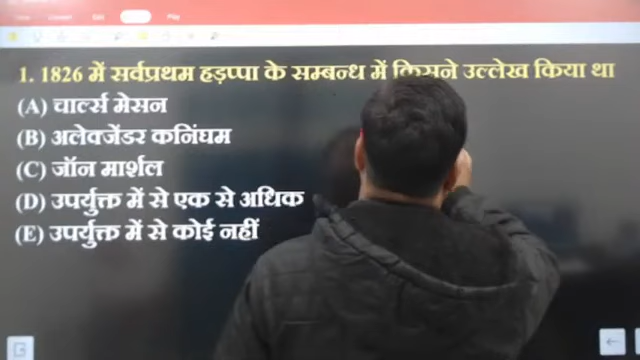 1. 1826 में सर्वप्रथम हड़प्पा के सम्बन्ध में किसने उल्लेख किया था
(A) चार्ल्स मेसन
(B) अलेक्जेंडर कनिंघम
(C) जॉन मार्शल
(D) उपर्युक्त में से एक से अधिक
(E) उपर्युक्त में से कोई नहीं